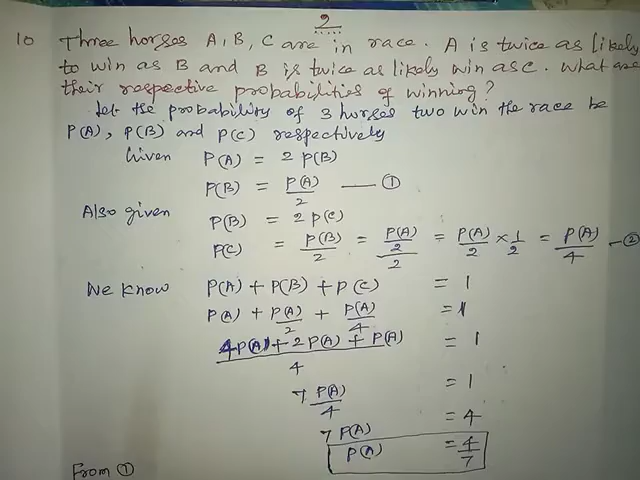 9
10 Three horses A, B, C are in race. A is twice as likely
to win as B and B is twice as likely win as C. What are
their respective probabilities of winning?
Let the probability of 3 horses two win the race be
P(A), P(B) and P(C) respectively
Given P(A) = 2 P(B)
P(B) = P(A)/2 — ①
Also given P(B) = 2 P(C)
P(C) = P(B)/2 = P(A)/2/2 = P(A)/2 × 1/2 = P(A)/4 — ②
We know P(A) + P(B) + P(C) = 1
P(A) + P(A)/2 + P(A)/4 = 1
4P(A) + 2P(A) + P(A)/4 = 1
7 P(A)/4 = 1
7 P(A) = 4
P(A) = 4/7
From ①